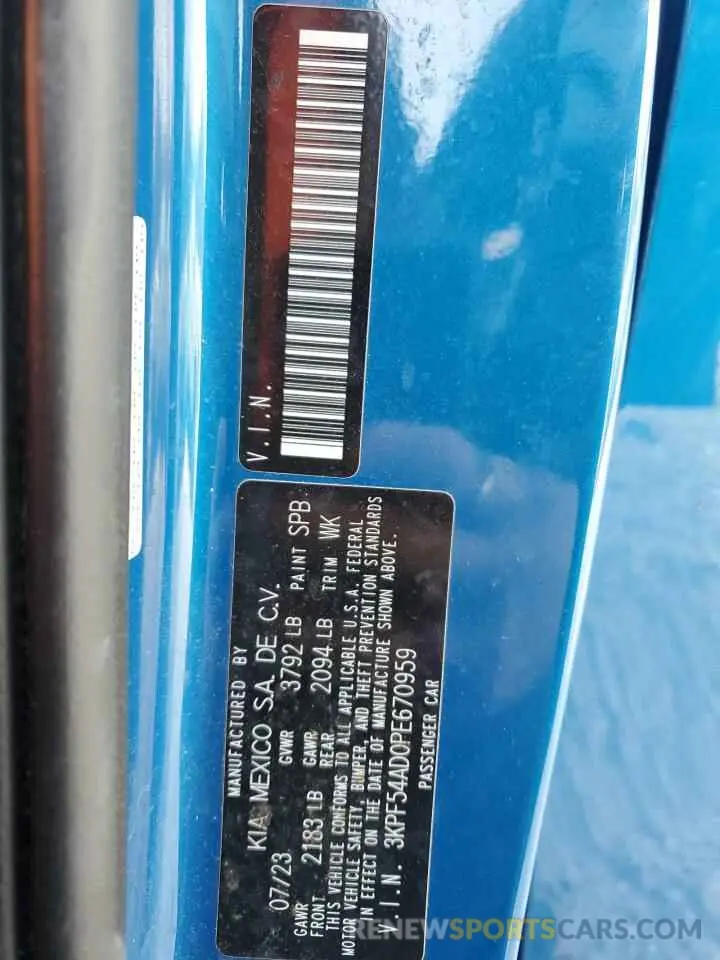 V.I.N.
MANUFACTURED BY
KIA MEXICO S.A. DE C.V.
07/23 GVWR 3792 LB PAINT SPB
GAWR FRONT 2183 LB GAWR REAR 2094 LB TRIM WK
THIS VEHICLE CONFORMS TO ALL APPLICABLE U.S.A. FEDERAL
MOTOR VEHICLE SAFETY, BUMPER, AND THEFT PREVENTION STANDARDS
IN EFFECT ON THE DATE OF MANUFACTURE SHOWN ABOVE.
V.I.N. 3KPF54AD0PE670959
PASSENGER CAR
RENEWSPORTSCARS.COM